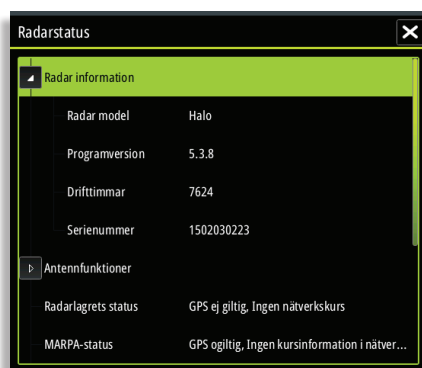 Radarstatus
Radar information
Radar model Halo
Programversion 5.3.8
Drifttimmar 7624
Serienummer 1502030223
Antennfunktioner
Radarlagrets status GPS ej giltig, Ingen nätverkskurs
MARPA-status GPS ogiltig, Ingen kursinformation i nätver...